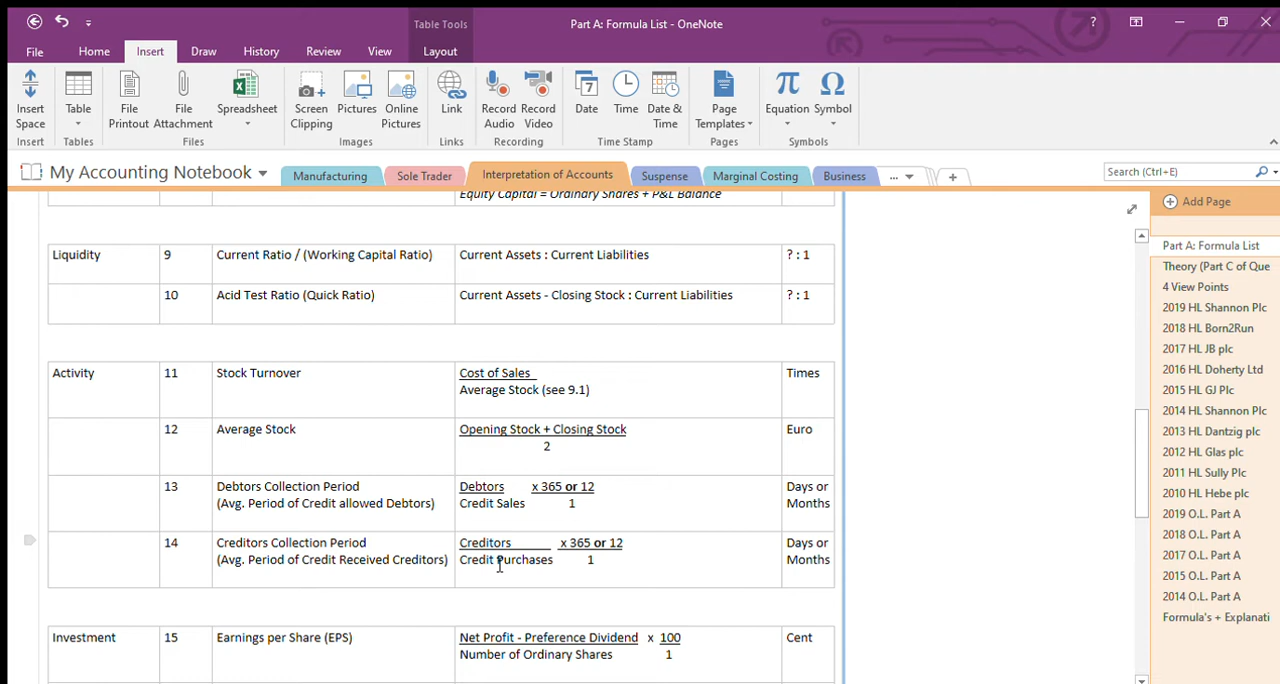 Table Tools
Part A: Formula List - OneNote
?
File Home Insert Draw History Review View Layout
Insert Space
Table
File Printout
File Attachment
Spreadsheet
Screen Clipping
Pictures
Online Pictures
Link
Record Audio
Record Video
Date
Time
Date & Time
Page Templates
π Equation
Ω Symbol
Insert Tables Files Images Links Recording Time Stamp Pages Symbols
My Accounting Notebook
Manufacturing Sole Trader Interpretation of Accounts Suspense Marginal Costing Business ... +
Search (Ctrl+E)
Equity Capital = Ordinary Shares + P&L Balance
Liquidity 9 Current Ratio / (Working Capital Ratio) Current Assets : Current Liabilities ? : 1
10 Acid Test Ratio (Quick Ratio) Current Assets - Closing Stock : Current Liabilities ? : 1
Activity 11 Stock Turnover Cost of Sales Times
Average Stock (see 9.1)
12 Average Stock Opening Stock + Closing Stock Euro
2
13 Debtors Collection Period Debtors x 365 or 12 Days or
(Avg. Period of Credit allowed Debtors) Credit Sales 1 Months
14 Creditors Collection Period Creditors x 365 or 12 Days or
(Avg. Period of Credit Received Creditors) Credit Purchases 1 Months
Investment 15 Earnings per Share (EPS) Net Profit - Preference Dividend x 100 Cent
Number of Ordinary Shares 1
Add Page
Part A: Formula List
Theory (Part C of Que
4 View Points
2019 HL Shannon Plc
2018 HL Born2Run
2017 HL JB plc
2016 HL Doherty Ltd
2015 HL GJ Plc
2014 HL Shannon Plc
2013 HL Dantzig plc
2012 HL Glas plc
2011 HL Sully Plc
2010 HL Hebe plc
2019 O.L. Part A
2018 O.L. Part A
2017 O.L. Part A
2015 O.L. Part A
2014 O.L. Part A
Formula's + Explanati